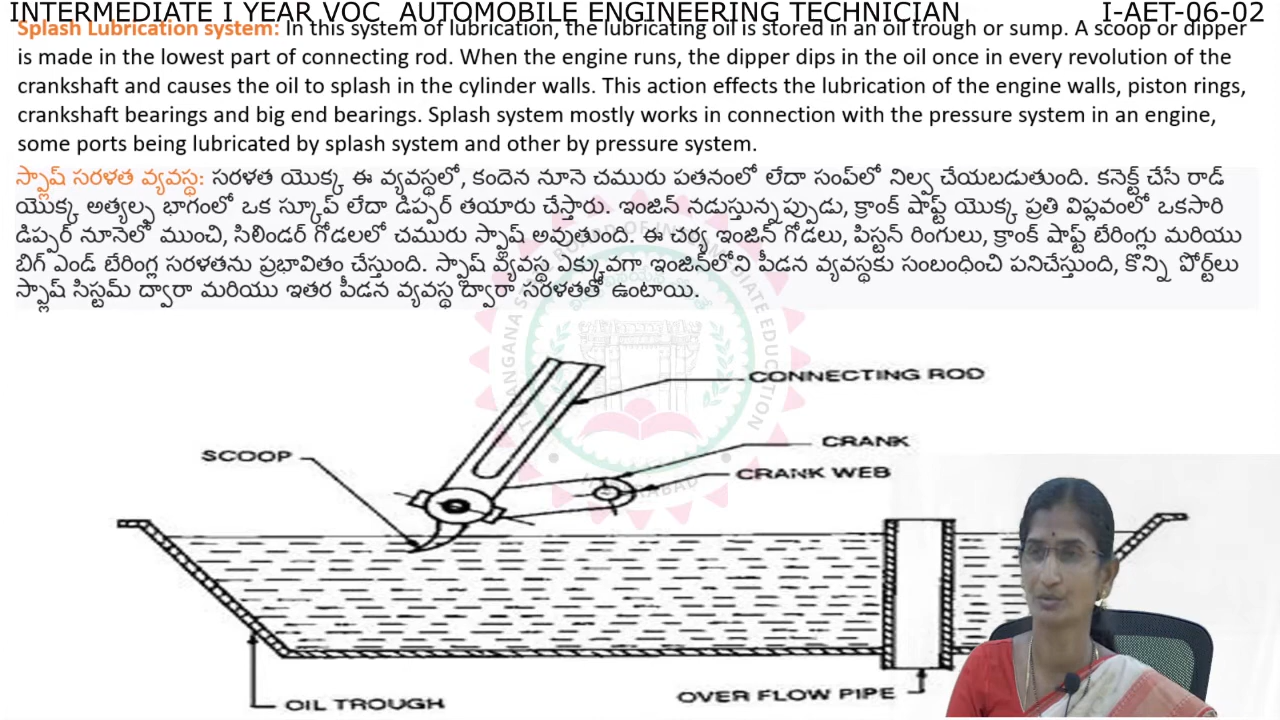 INTERMEDIATE I YEAR VOC AUTOMOBILE ENGINEERING TECHNICIAN I-AET-06-02
Splash Lubrication system: In this system of lubrication, the lubricating oil is stored in an oil trough or sump. A scoop or dipper
is made in the lowest part of connecting rod. When the engine runs, the dipper dips in the oil once in every revolution of the
crankshaft and causes the oil to splash in the cylinder walls. This action effects the lubrication of the engine walls, piston rings,
crankshaft bearings and big end bearings. Splash system mostly works in connection with the pressure system in an engine,
some ports being lubricated by splash system and other by pressure system.
స్ప్లాష్ సరళత వ్యవస్థ: సరళత యొక్క ఈ వ్యవస్థలో, కందెన నూనె చమురు పతనంలో లేదా సంప్‌లో నిల్వ చేయబడుతుంది. కనెక్ట్ చేసే రాడ్
యొక్క అత్యల్ప భాగంలో ఒక స్కూప్ లేదా డిప్పర్ తయారు చేస్తారు. ఇంజిన్ నడుస్తున్నప్పుడు, క్రాంక్ షాఫ్ట్ యొక్క ప్రతి విప్లవంలో ఒకసారి
డిప్పర్ నూనెలో ముంచి, సిలిండర్ గోడలలో చమురు స్ప్లాష్ అవుతుంది. ఈ చర్య ఇంజిన్ గోడలు, పిస్టన్ రింగులు, క్రాంక్ షాఫ్ట్ బేరింగ్లు మరియు
బిగ్ ఎండ్ బేరింగ్ల సరళతను ప్రభావితం చేస్తుంది. స్ప్లాష్ వ్యవస్థ ఎక్కువగా ఇంజిన్‌లోని పీడన వ్యవస్థకు సంబంధించి పనిచేస్తుంది, కొన్ని పోర్ట్‌లు
స్ప్లాష్ సిస్టమ్ ద్వారా మరియు ఇతర పీడన వ్యవస్థ ద్వారా సరళతతో ఉంటాయి.
CONNECTING ROD
CRANK
SCOOP
CRANK WEB
OVER FLOW PIPE
OIL TROUGH